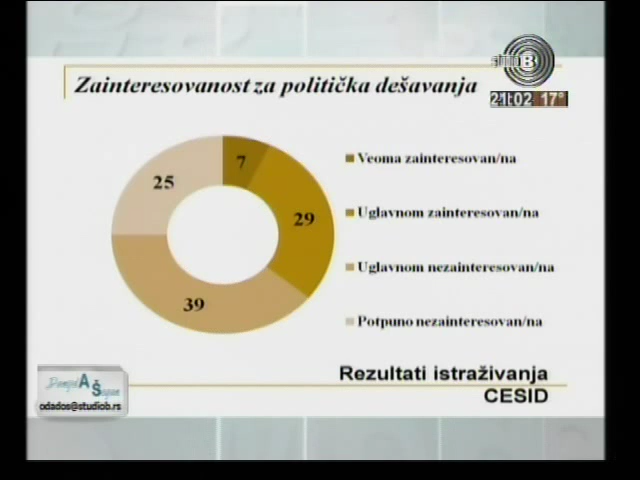 Zainteresovanost za politička dešavanja
B
21:02 17°
7
25
29
39
Veoma zainteresovan/na
Uglavnom zainteresovan/na
Uglavnom nezainteresovan/na
Potpuno nezainteresovan/na
Rezultati istraživanja
CESID
A
Š
odados@studiob.rs